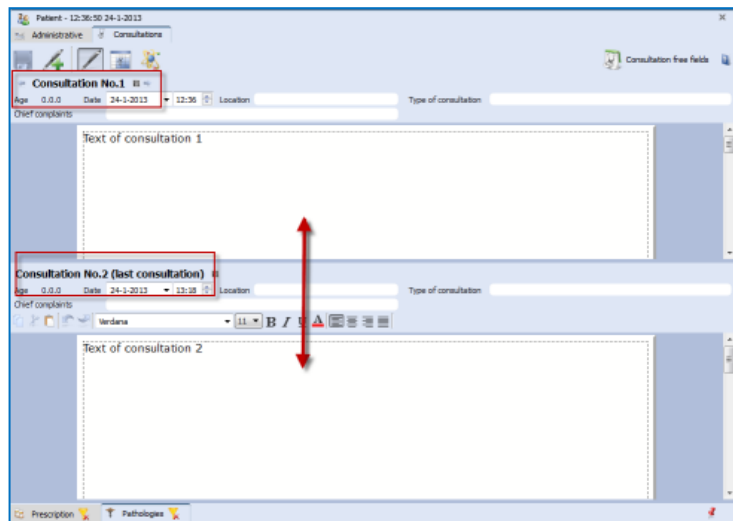 Patient - 12:36:50 24-1-2013
Administrative Consultations
Consultation free fields
Consultation No.1
Age 0.0.0 Date 24-1-2013 12:36 Location Type of consultation
Chief complaints
Text of consultation 1
Consultation No.2 (last consultation)
Age 0.0.0 Date 24-1-2013 13:18 Location Type of consultation
Chief complaints
Verdana 11 B I U A
Text of consultation 2
Prescription Pathologies